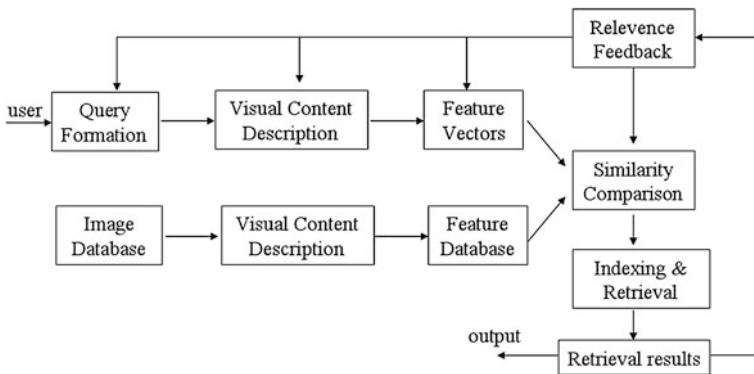 Relevence
Feedback
user
Query
Formation
Visual Content
Description
Feature
Vectors
Similarity
Comparison
Image
Database
Visual Content
Description
Feature
Database
Indexing &
Retrieval
output
Retrieval results